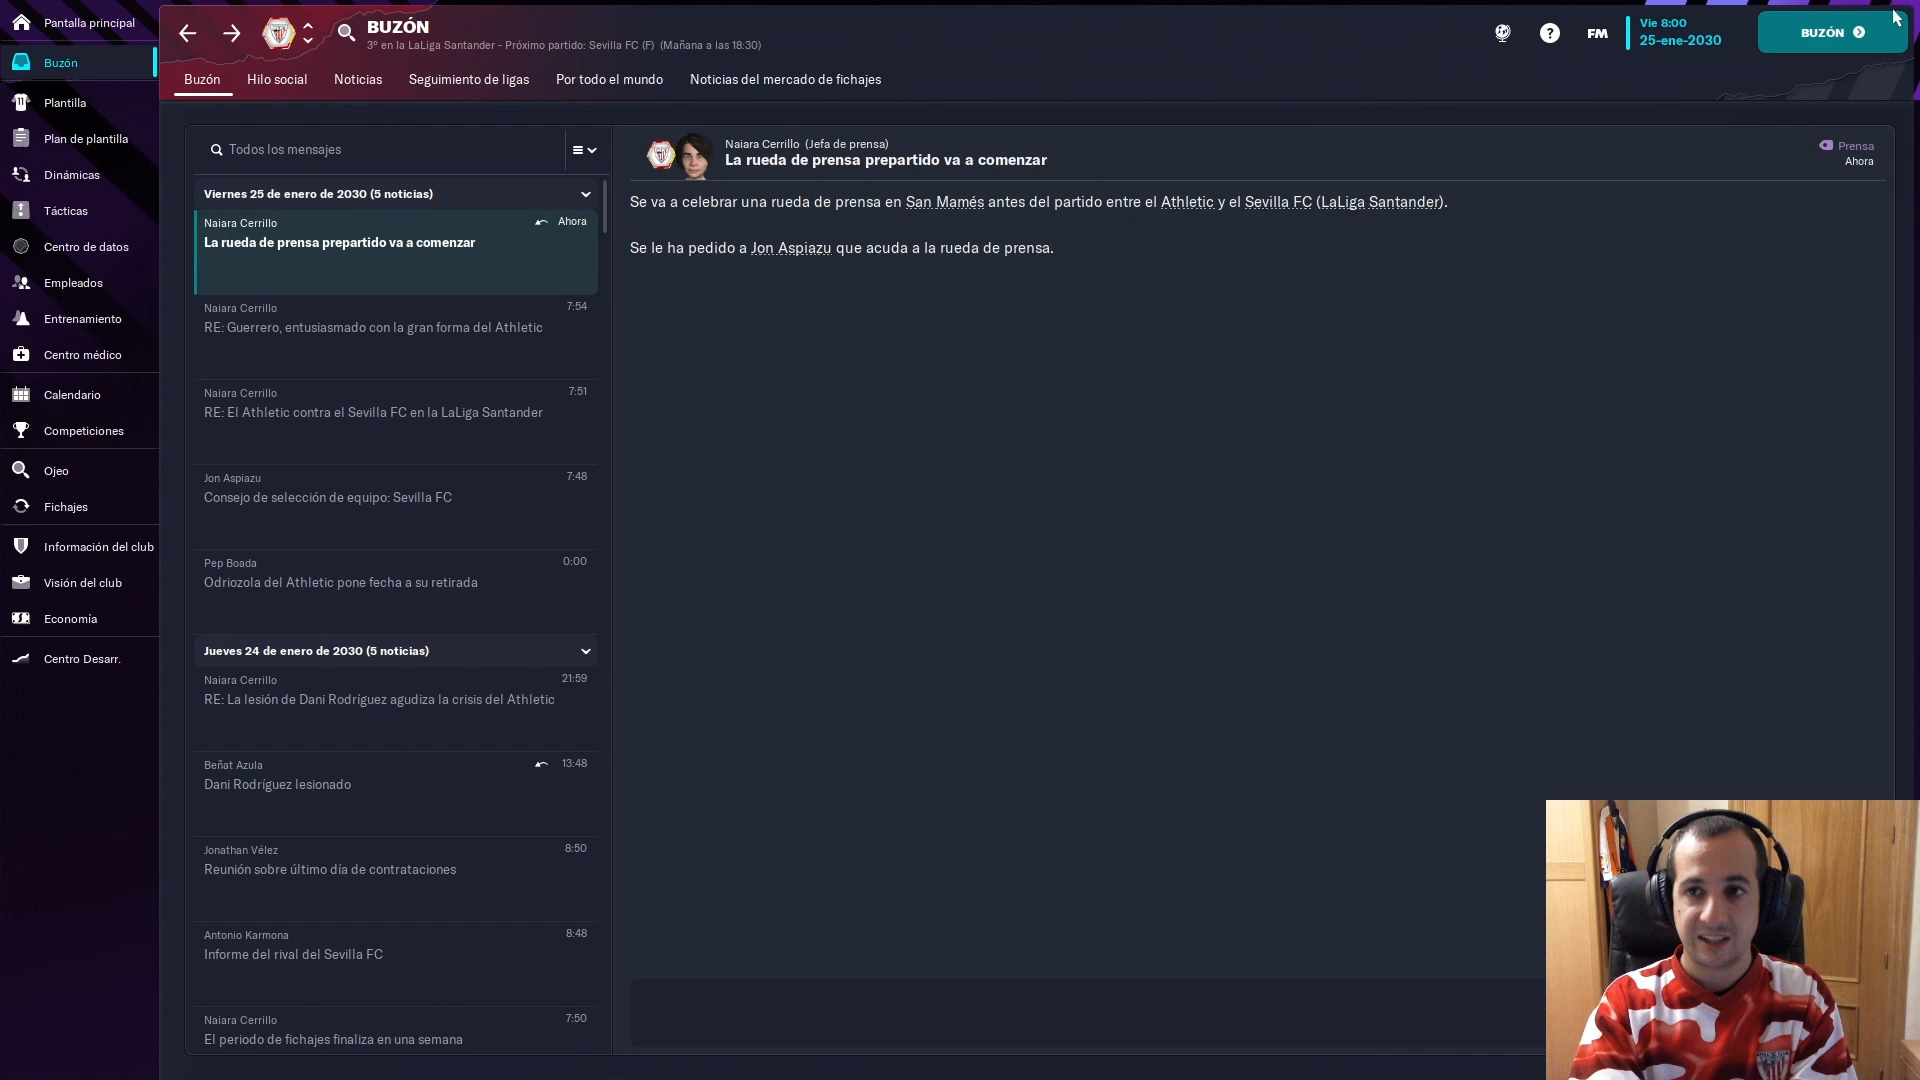 Pantalla principal
Buzón
Plantilla
Plan de plantilla
Dinámicas
Tácticas
Centro de datos
Empleados
Entrenamiento
Centro médico
Calendario
Competiciones
Ojeo
Fichajes
Información del club
Visión del club
Economía
Centro Desarr.
BUZÓN
3º en la LaLiga Santander - Próximo partido: Sevilla FC (F) (Mañana a las 18:30)
FM
Vie 8:00
25-ene-2030
BUZÓN
Buzón
Hilo social
Noticias
Seguimiento de ligas
Por todo el mundo
Noticias del mercado de fichajes
Todos los mensajes
Viernes 25 de enero de 2030 (5 noticias)
Naiara Cerrillo Ahora
La rueda de prensa prepartido va a comenzar
Naiara Cerrillo 7:54
RE: Guerrero, entusiasmado con la gran forma del Athletic
Naiara Cerrillo 7:51
RE: El Athletic contra el Sevilla FC en la LaLiga Santander
Jon Aspiazu 7:48
Consejo de selección de equipo: Sevilla FC
Pep Boada 0:00
Odriozola del Athletic pone fecha a su retirada
Jueves 24 de enero de 2030 (5 noticias)
Naiara Cerrillo 21:59
RE: La lesión de Dani Rodríguez agudiza la crisis del Athletic
Beñat Azula 13:48
Dani Rodríguez lesionado
Jonathan Vélez 8:50
Reunión sobre último día de contrataciones
Antonio Karmona 8:48
Informe del rival del Sevilla FC
Naiara Cerrillo 7:50
El periodo de fichajes finaliza en una semana
Naiara Cerrillo (Jefa de prensa)
La rueda de prensa prepartido va a comenzar
Prensa
Ahora
Se va a celebrar una rueda de prensa en San Mamés antes del partido entre el Athletic y el Sevilla FC (LaLiga Santander).
Se le ha pedido a Jon Aspiazu que acuda a la rueda de prensa.